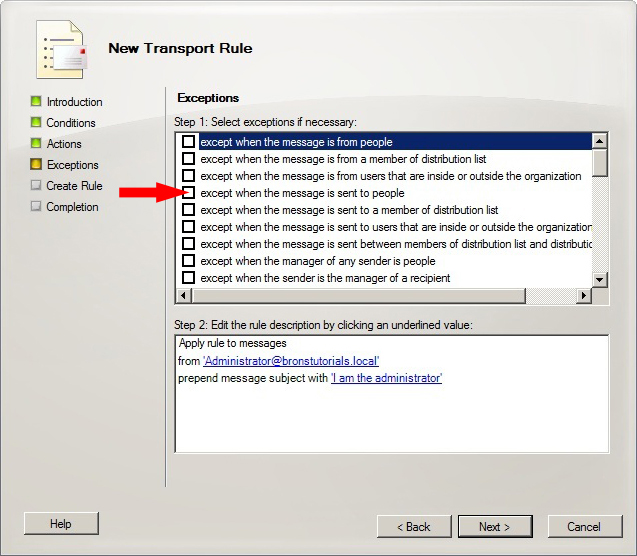 New Transport Rule
Introduction
Conditions
Actions
Exceptions
Create Rule
Completion
Exceptions
Step 1: Select exceptions if necessary:
except when the message is from people
except when the message is from a member of distribution list
except when the message is from users that are inside or outside the organization
except when the message is sent to people
except when the message is sent to a member of distribution list
except when the message is sent to users that are inside or outside the organization
except when the message is sent between members of distribution list and distributic
except when the manager of any sender is people
except when the sender is the manager of a recipient
Step 2: Edit the rule description by clicking an underlined value:
Apply rule to messages
from 'Administrator@bronstutorials.local'
prepend message subject with 'I am the administrator'
Help
< Back
Next >
Cancel